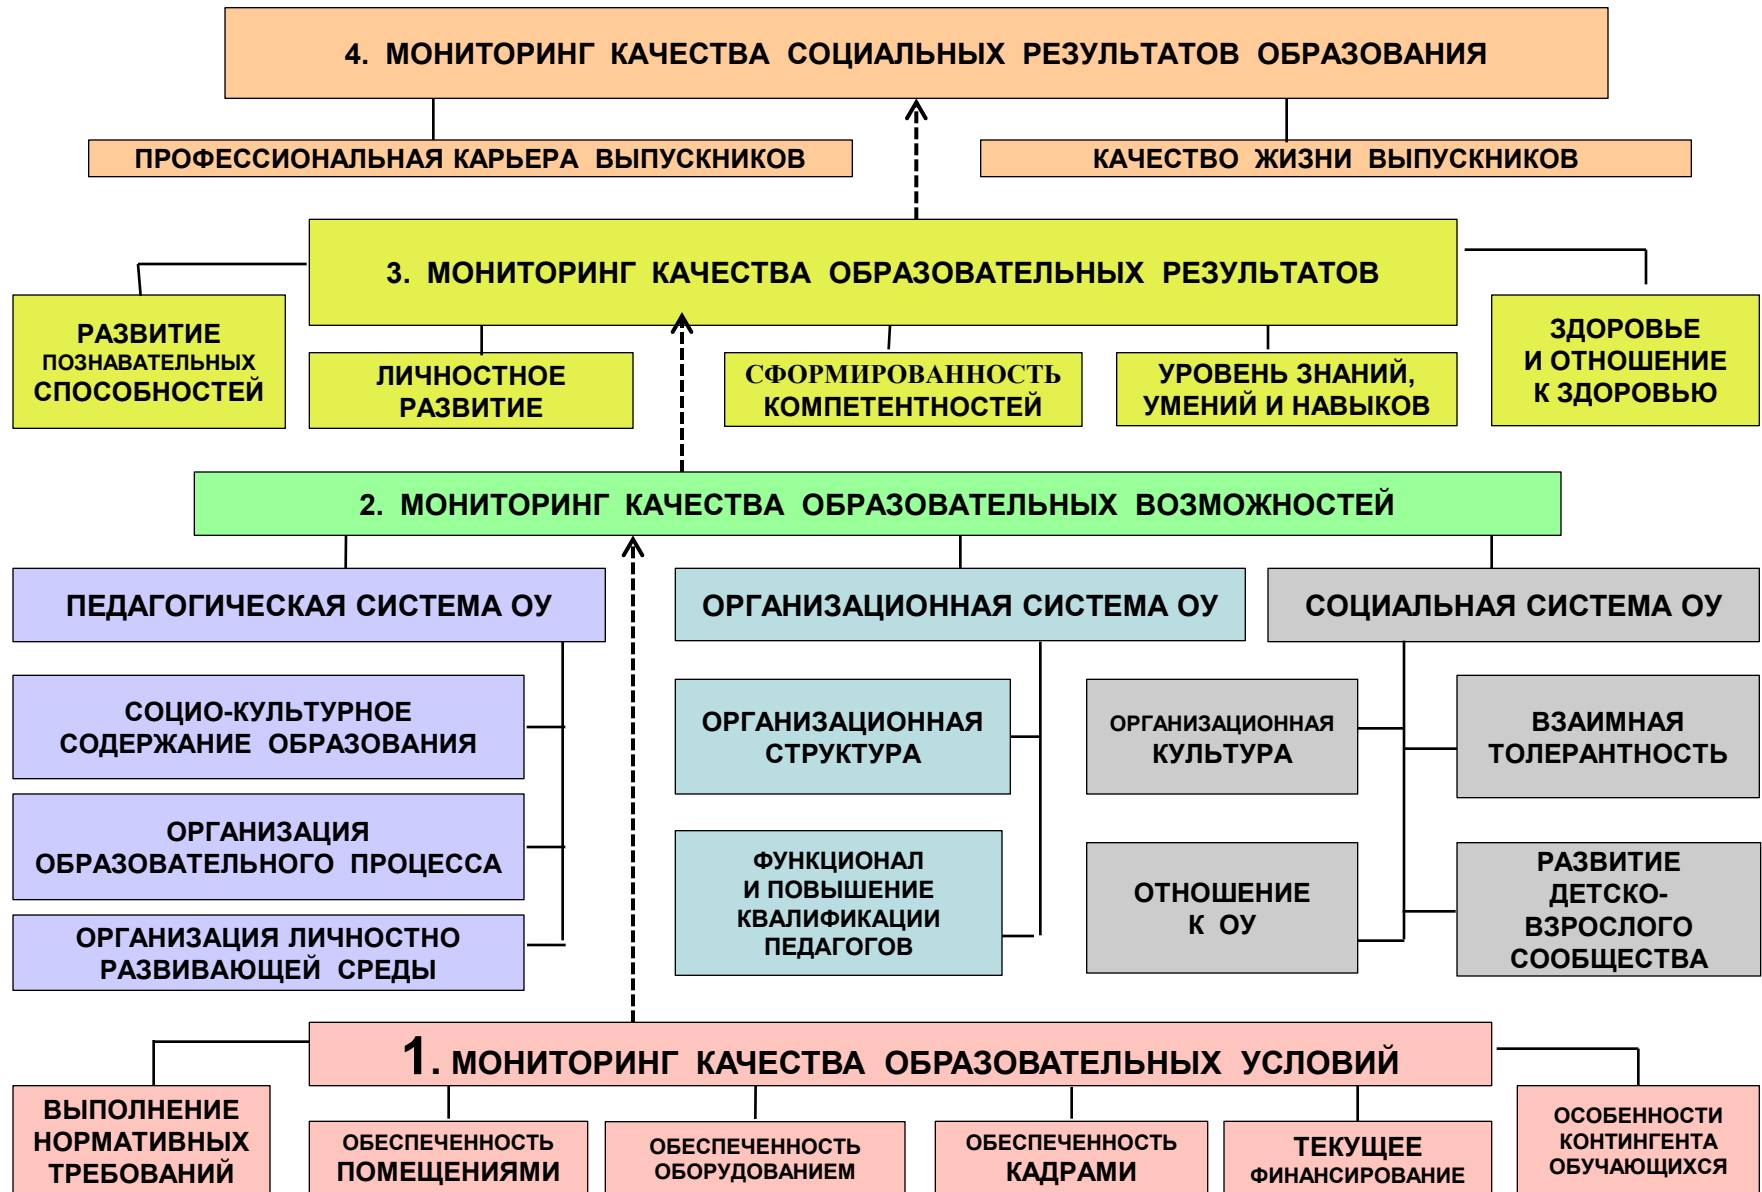 4. МОНИТОРИНГ КАЧЕСТВА СОЦИАЛЬНЫХ РЕЗУЛЬТАТОВ ОБРАЗОВАНИЯ
ПРОФЕССИОНАЛЬНАЯ КАРЬЕРА ВЫПУСКНИКОВ
КАЧЕСТВО ЖИЗНИ ВЫПУСКНИКОВ
3. МОНИТОРИНГ КАЧЕСТВА ОБРАЗОВАТЕЛЬНЫХ РЕЗУЛЬТАТОВ
РАЗВИТИЕ
ПОЗНАВАТЕЛЬНЫХ
СПОСОБНОСТЕЙ
ЛИЧНОСТНОЕ
РАЗВИТИЕ
СФОРМИРОВАННОСТЬ
КОМПЕТЕНТНОСТЕЙ
УРОВЕНЬ ЗНАНИЙ,
УМЕНИЙ И НАВЫКОВ
ЗДОРОВЬЕ
И ОТНОШЕНИЕ
К ЗДОРОВЬЮ
2. МОНИТОРИНГ КАЧЕСТВА ОБРАЗОВАТЕЛЬНЫХ ВОЗМОЖНОСТЕЙ
ПЕДАГОГИЧЕСКАЯ СИСТЕМА ОУ
СОЦИО-КУЛЬТУРНОЕ
СОДЕРЖАНИЕ ОБРАЗОВАНИЯ
ОРГАНИЗАЦИЯ
ОБРАЗОВАТЕЛЬНОГО ПРОЦЕССА
ОРГАНИЗАЦИЯ ЛИЧНОСТНО
РАЗВИВАЮЩЕЙ СРЕДЫ
ОРГАНИЗАЦИОННАЯ СИСТЕМА ОУ
ОРГАНИЗАЦИОННАЯ
СТРУКТУРА
ФУНКЦИОНАЛ
И ПОВЫШЕНИЕ
КВАЛИФИКАЦИИ
ПЕДАГОГОВ
СОЦИАЛЬНАЯ СИСТЕМА ОУ
ОРГАНИЗАЦИОННАЯ
КУЛЬТУРА
ВЗАИМНАЯ
ТОЛЕРАНТНОСТЬ
ОТНОШЕНИЕ
К ОУ
РАЗВИТИЕ
ДЕТСКО-
ВЗРОСЛОГО
СООБЩЕСТВА
1. МОНИТОРИНГ КАЧЕСТВА ОБРАЗОВАТЕЛЬНЫХ УСЛОВИЙ
ВЫПОЛНЕНИЕ
НОРМАТИВНЫХ
ТРЕБОВАНИЙ
ОБЕСПЕЧЕННОСТЬ
ПОМЕЩЕНИЯМИ
ОБЕСПЕЧЕННОСТЬ
ОБОРУДОВАНИЕМ
ОБЕСПЕЧЕННОСТЬ
КАДРАМИ
ТЕКУЩЕЕ
ФИНАНСИРОВАНИЕ
ОСОБЕННОСТИ
КОНТИНГЕНТА
ОБУЧАЮЩИХСЯ